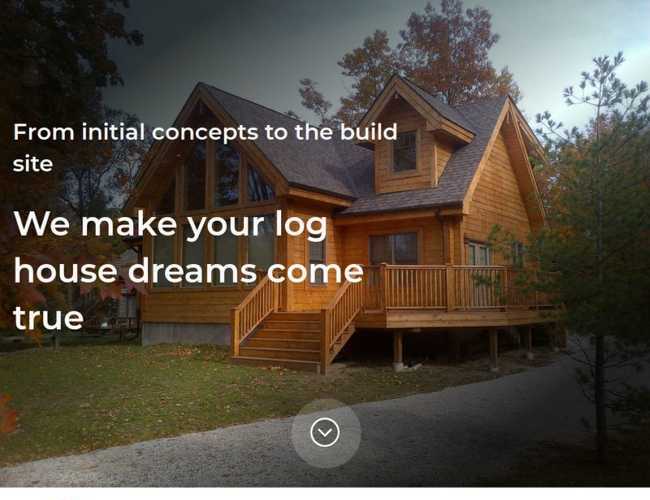 From initial concepts to the build
site
We make your log
house dreams come
true